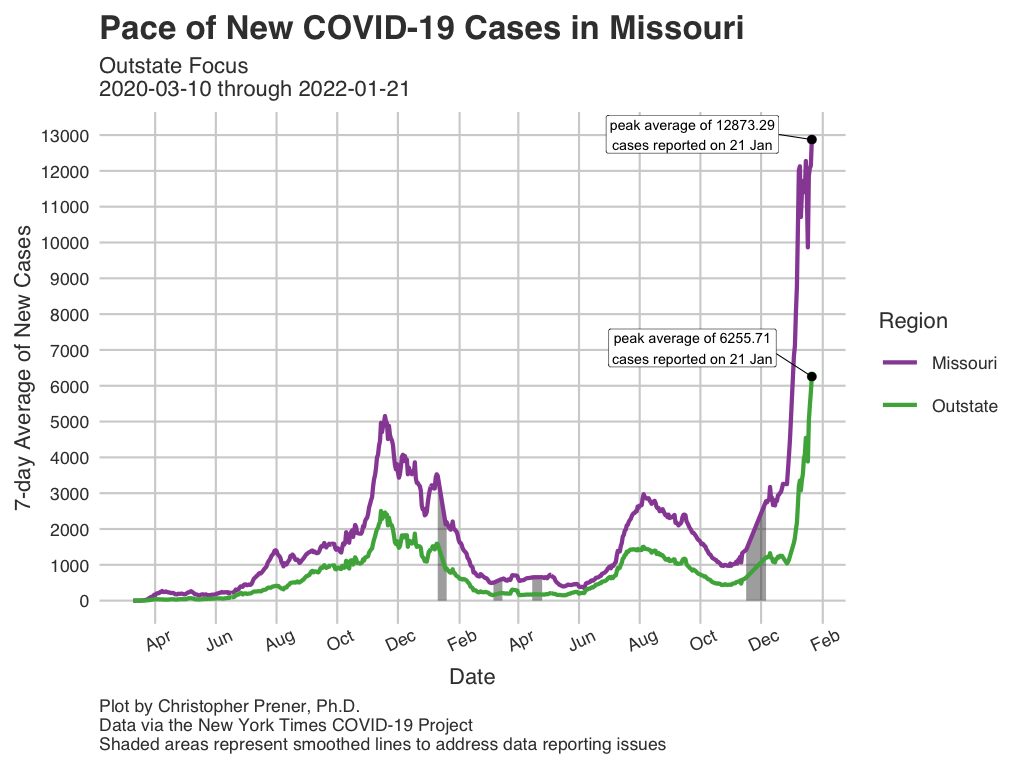 Pace of New COVID-19 Cases in Missouri
Outstate Focus
2020-03-10 through 2022-01-21
7-day Average of New Cases
13000
12000
11000
10000
9000
8000
7000
6000
5000
4000
3000
2000
1000
0
peak average of 12873.29
cases reported on 21 Jan
peak average of 6255.71
cases reported on 21 Jan
Region
Missouri
Outstate
Apr Jun Aug Oct Dec Feb Apr Jun Aug Oct Dec Feb
Date
Plot by Christopher Prener, Ph.D.
Data via the New York Times COVID-19 Project
Shaded areas represent smoothed lines to address data reporting issues